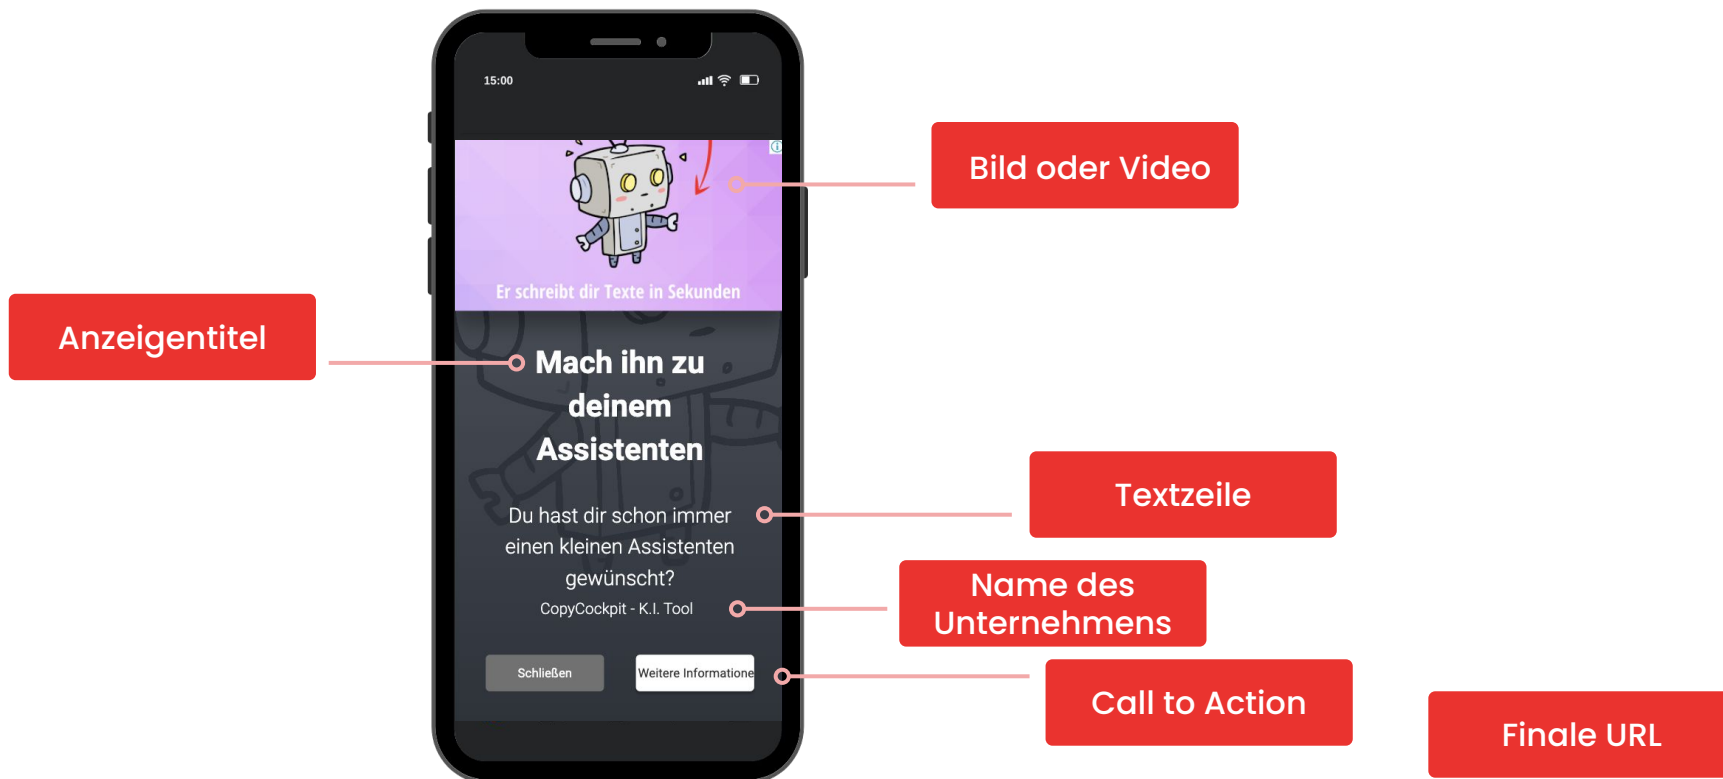 15:00
Bild oder Video
Er schreibt dir Texte in Sekunden
Anzeigentitel
Mach ihn zu
deinem
Assistenten
Textzeile
Du hast dir schon immer
einen kleinen Assistenten
gewünscht?
Name des
Unternehmens
CopyCockpit - K.I. Tool
Schließen
Weitere Informatione
Call to Action
Finale URL